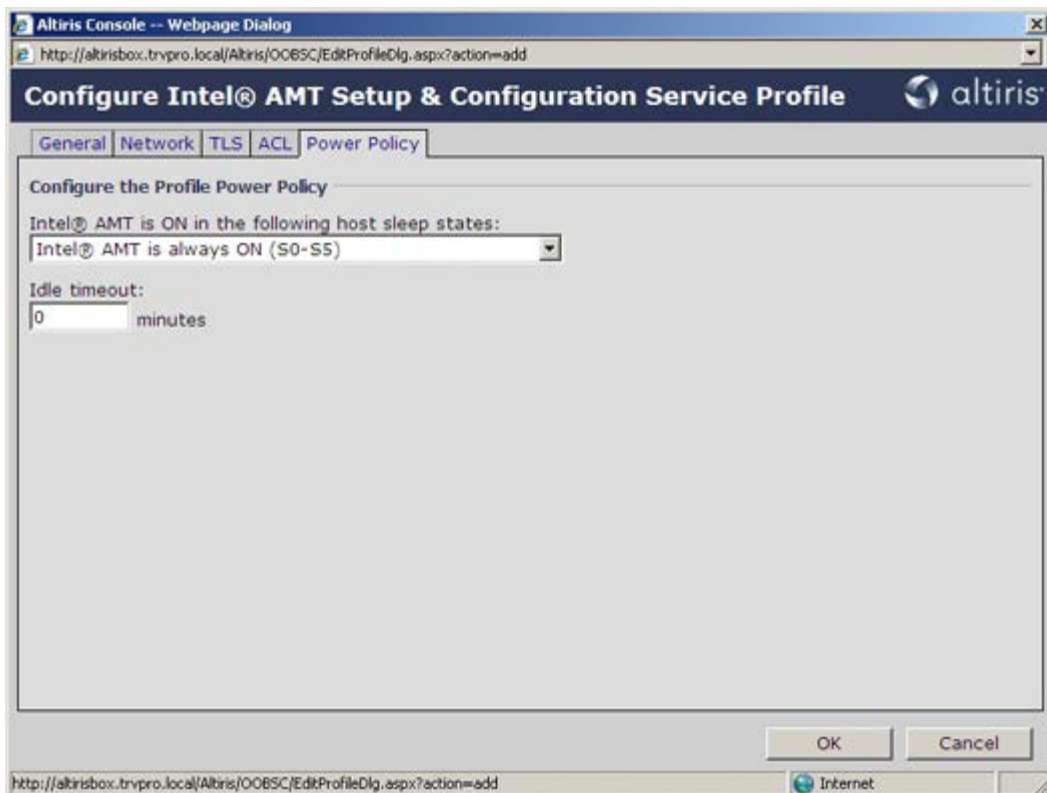 Altiris Console -- Webpage Dialog
http://altirisbox.trvpro.local/Altiris/OOBSC/EditProfileDlg.aspx?action=add
Configure Intel® AMT Setup & Configuration Service Profile
altiris
General Network TLS ACL Power Policy
Configure the Profile Power Policy
Intel® AMT is ON in the following host sleep states:
Intel® AMT is always ON (S0-S5)
Idle timeout:
0 minutes
OK Cancel
http://altirisbox.trvpro.local/Altiris/OOBSC/EditProfileDlg.aspx?action=add Internet